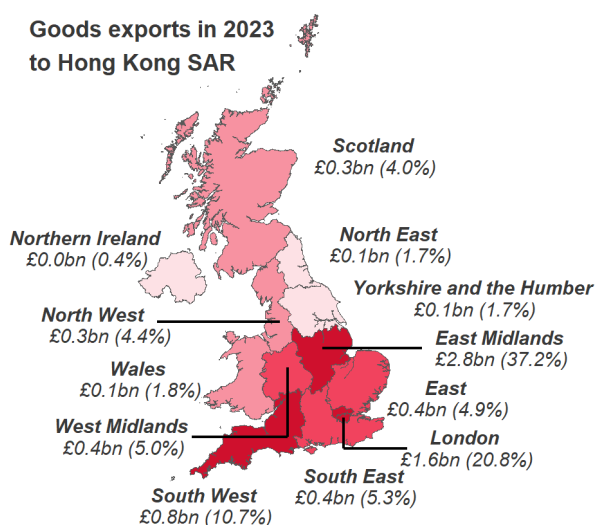 Goods exports in 2023
to Hong Kong SAR
Scotland
£0.3bn (4.0%)
Northern Ireland
£0.0bn (0.4%)
North East
£0.1bn (1.7%)
Yorkshire and the Humber
£0.1bn (1.7%)
North West
£0.3bn (4.4%)
East Midlands
£2.8bn (37.2%)
Wales
£0.1bn (1.8%)
East
£0.4bn (4.9%)
West Midlands
£0.4bn (5.0%)
London
£1.6bn (20.8%)
South East
£0.4bn (5.3%)
South West
£0.8bn (10.7%)